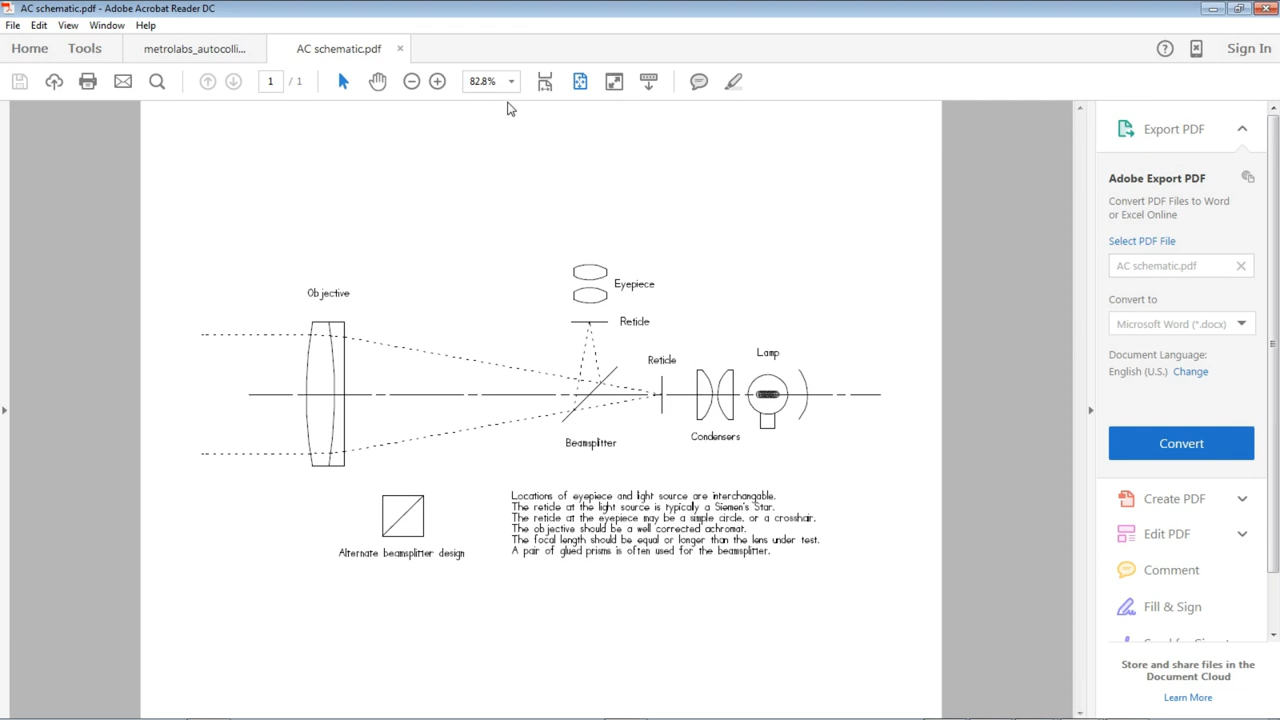 AC schematic.pdf - Adobe Acrobat Reader DC
File Edit View Window Help
Home Tools metrolabs_autocolli... AC schematic.pdf × Sign In
1 / 1 82.8%
Export PDF
Adobe Export PDF
Convert PDF Files to Word
or Excel Online
Select PDF File
AC schematic.pdf
Convert to
Microsoft Word (*.docx)
Document Language:
English (U.S.) Change
Convert
Create PDF
Edit PDF
Comment
Fill & Sign
Store and share files in the
Document Cloud
Learn More
Objective
Eyepiece
Reticle
Reticle
Lamp
Condensers
Beamsplitter
Alternate beamsplitter design
Locations of eyepiece and light source are interchangable.
The reticle at the light source is typically a Siemen's Star.
The reticle at the eyepiece may be a simple circle, or a crosshair.
The objective should be a well corrected achromat.
The focal length should be equal or longer than the lens under test.
A pair of glued prisms is often used for the beamsplitter.